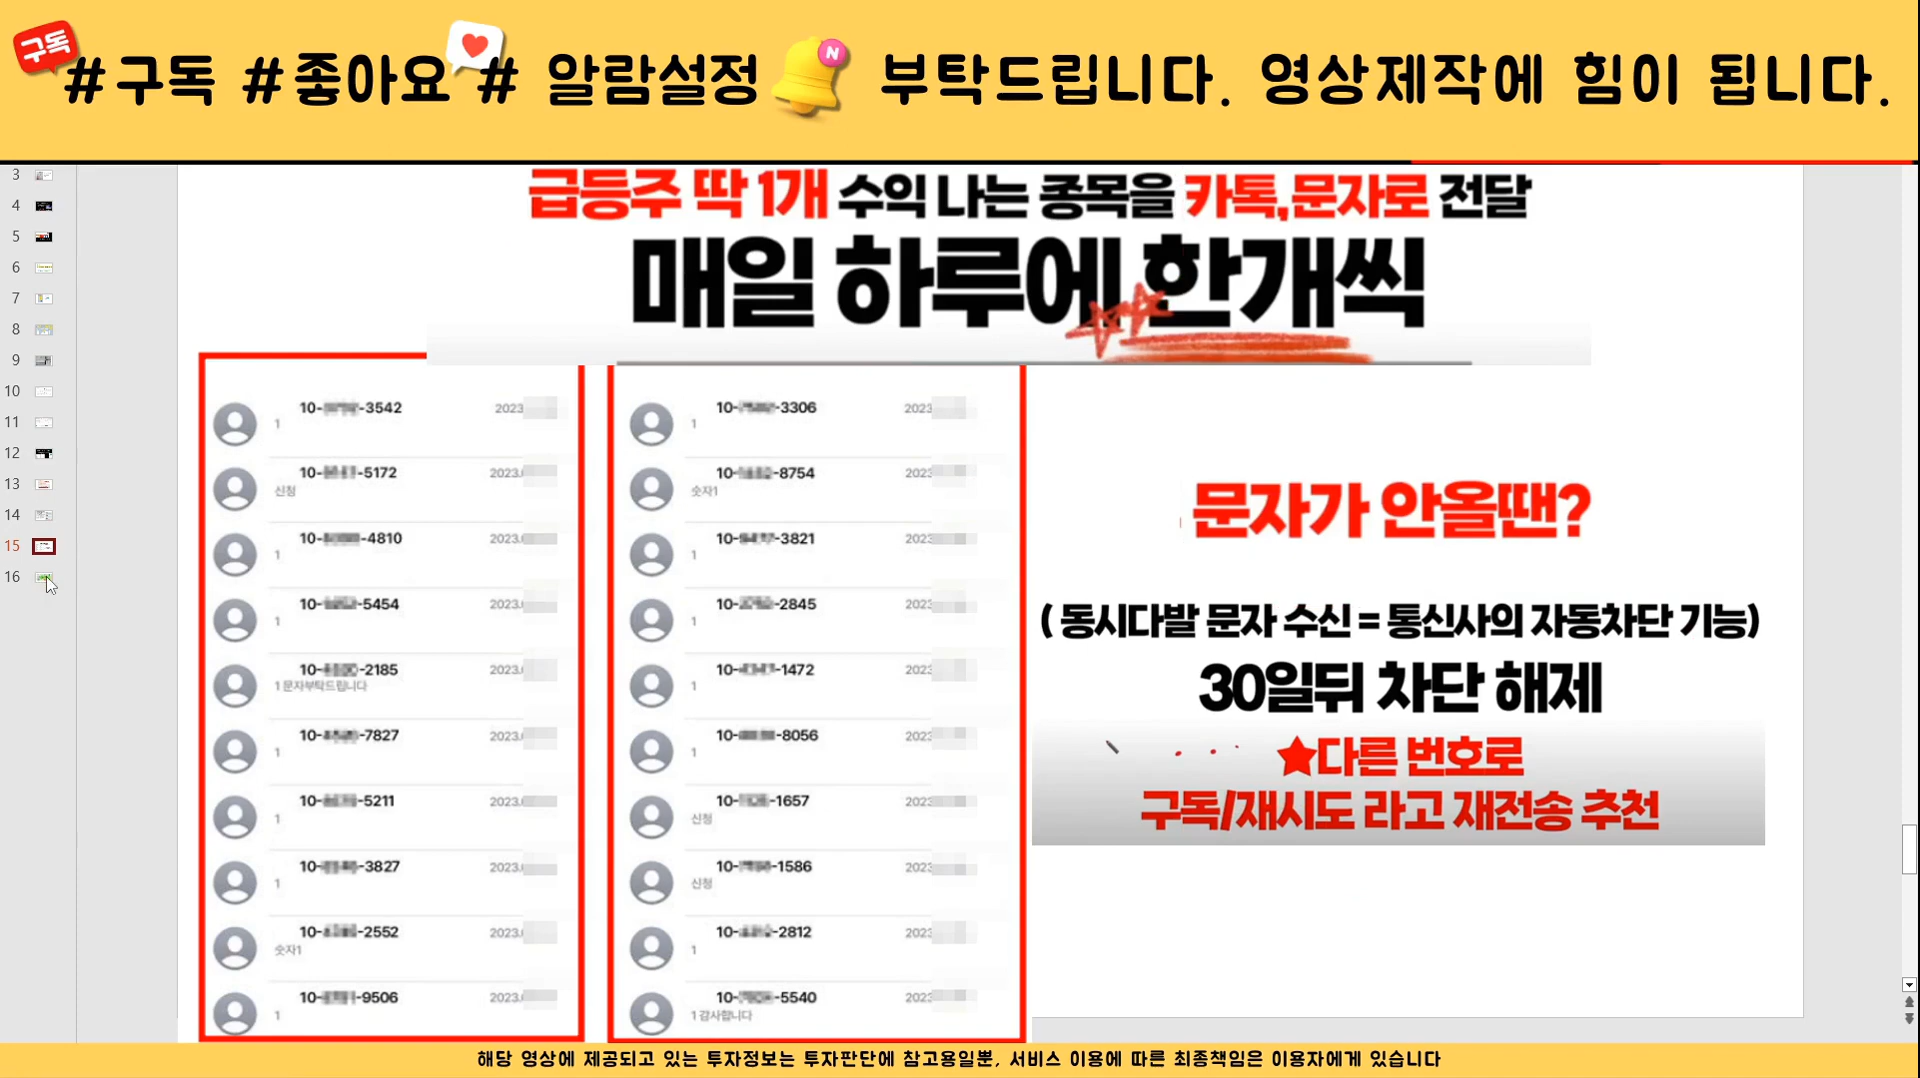 구독
#구독 #좋아요 # 알람설정 N 부탁드립니다. 영상제작에 힘이 됩니다.
급등주 딱 1개 수익 나는 종목을 카톡,문자로 전달
매일 하루에 한개씩
3
4
5
6
7
8
9
10
11
12
13
14
15
16
10- -3542 2023
1
10- -5172 2023.
신청
10- -4810 2023.
1
10- -5454 2023.
1
10- -2185 2023.
1 문자부탁드립니다
10- -7827 2023.
1
10- -5211 2023.
1
10- -3827 2023.
1
10- -2552 2023.
숫자1
10- -9506 2023.
1
10- -3306 2023
1
10- -8754 2023
숫자1
10- -3821 2023
1
10- -2845 2023
1
10- -1472 2023
1
10- -8056 2023
1
10- -1657 2023
신청
10- -1586 2023
신청
10- -2812 2023
1
10- -5540 2023
1 감사합니다
문자가 안올땐?
( 동시다발 문자 수신 = 통신사의 자동차단 기능)
30일뒤 차단 해제
★다른 번호로
구독/재시도 라고 재전송 추천
해당 영상에 제공되고 있는 투자정보는 투자판단에 참고용일뿐, 서비스 이용에 따른 최종책임은 이용자에게 있습니다